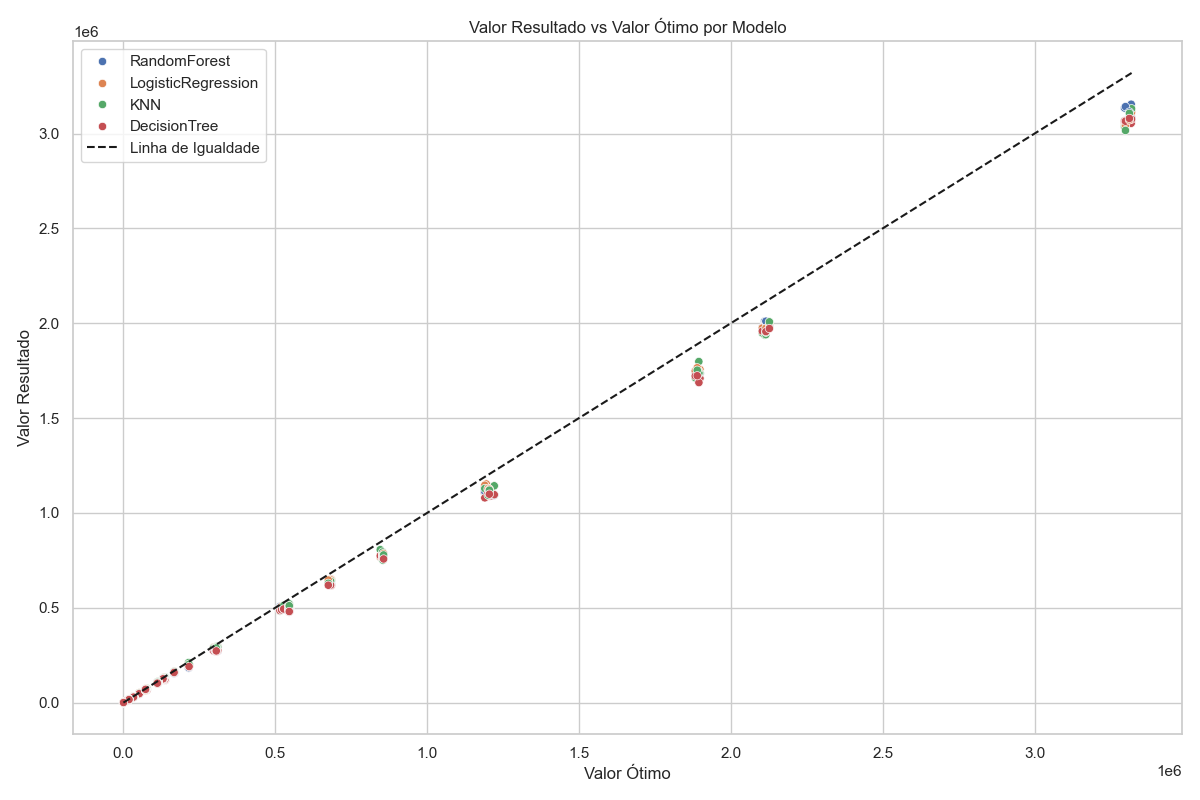 Valor Resultado vs Valor Ótimo por Modelo
1e6
RandomForest
LogisticRegression
KNN
DecisionTree
Linha de Igualdade
Valor Resultado
3.0
2.5
2.0
1.5
1.0
0.5
0.0
0.0 0.5 1.0 1.5 2.0 2.5 3.0
1e6
Valor Ótimo